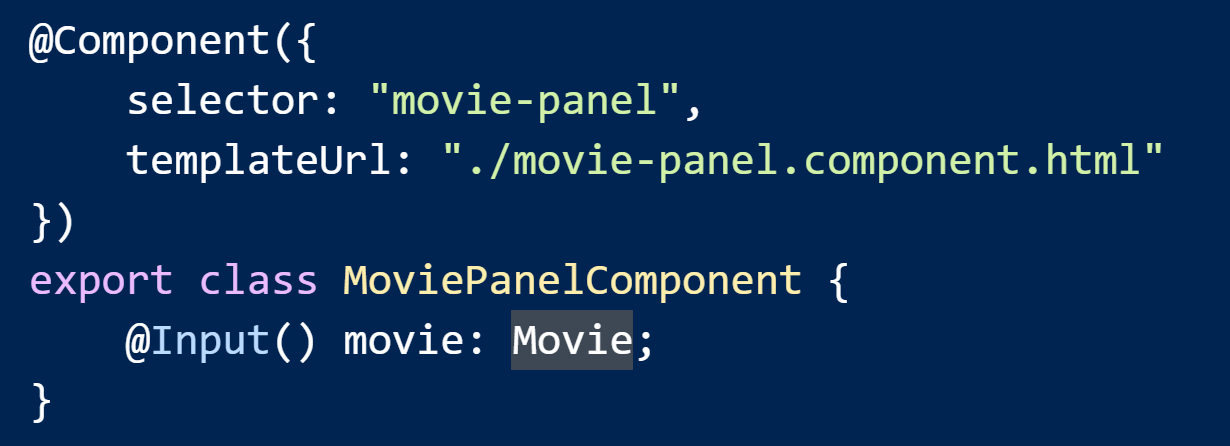 @Component({
    selector: "movie-panel",
    templateUrl: "./movie-panel.component.html"
})
export class MoviePanelComponent {
    @Input() movie: Movie;
}